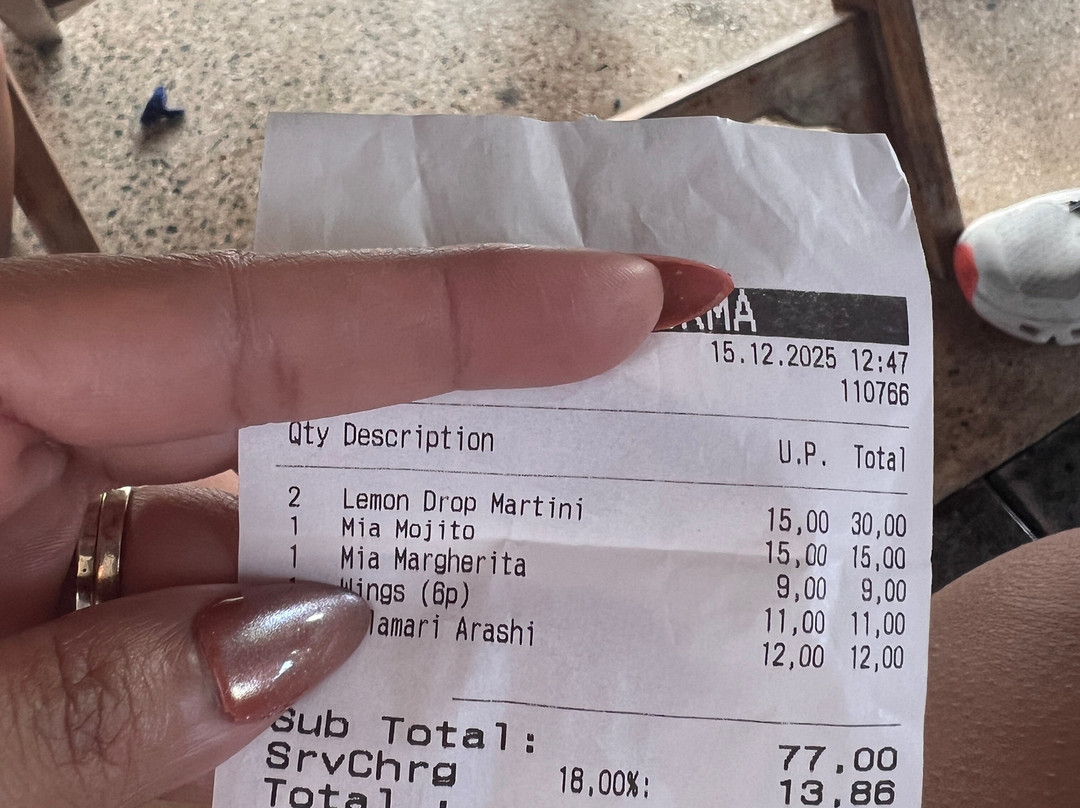 15.12.2025 12:47
110766
Qty Description U.P. Total
2 Lemon Drop Martini 15,00 30,00
1 Mia Mojito 15,00 15,00
1 Mia Margherita 9,00 9,00
Wings (6p) 11,00 11,00
lamari Arashi 12,00 12,00
Sub Total: 77,00
SrvChrg 18,00%: 13,86
Total :